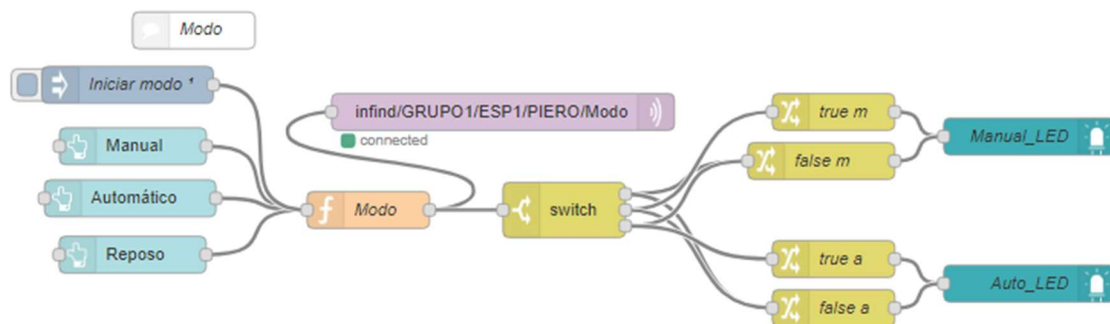 Modo
Iniciar modo ¹
infind/GRUPO1/ESP1/PIERO/Modo
connected
Manual
Automático
Reposo
f Modo
switch
true m
false m
Manual_LED
true a
false a
Auto_LED